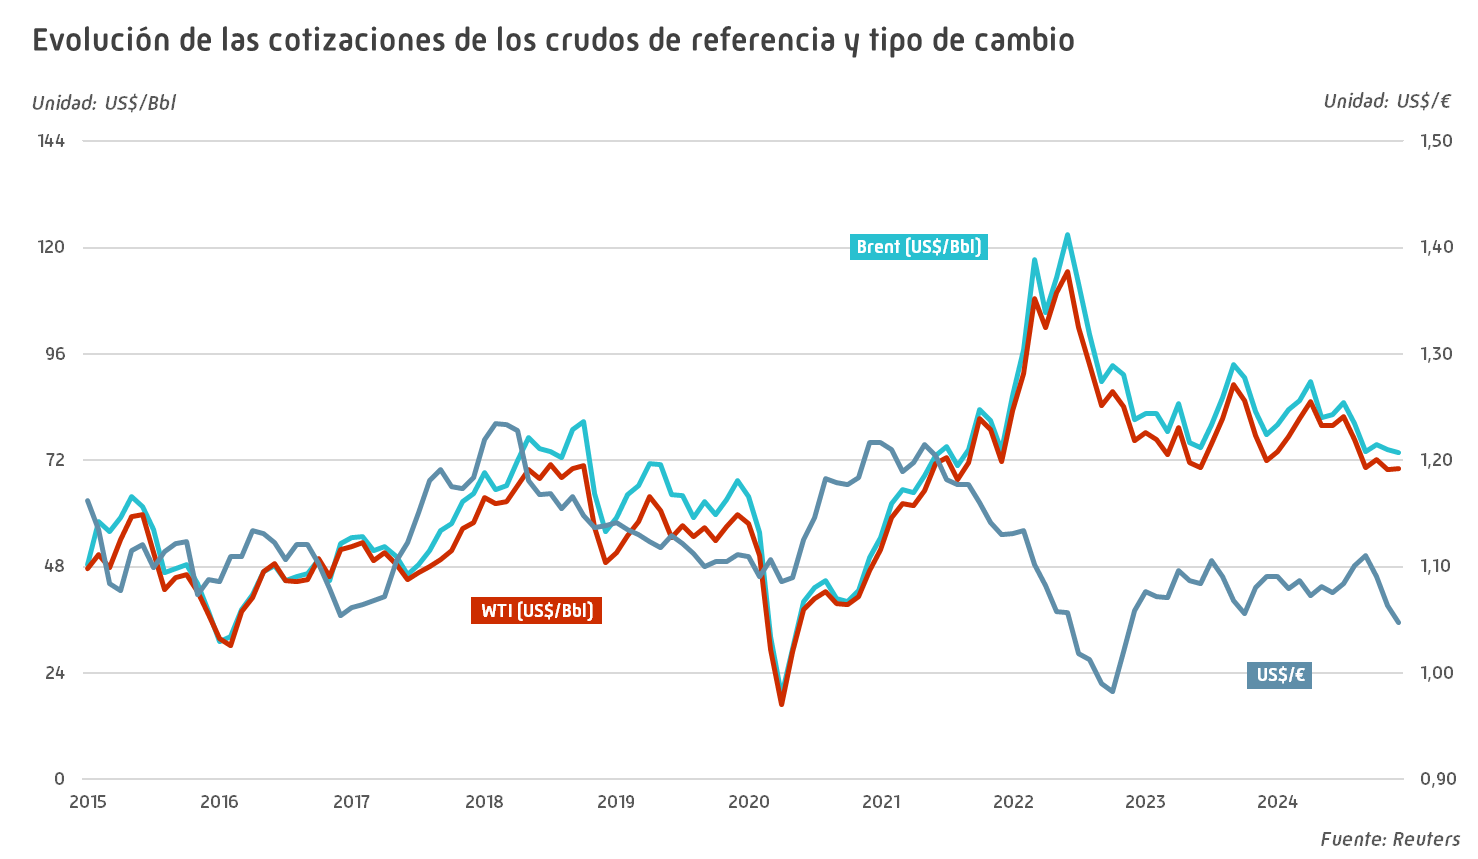 Evolución de las cotizaciones de los crudos de referencia y tipo de cambio
Unidad: US$/Bbl
Unidad: US$/€
144
1,50
120
Brent (US$/Bbl)
1,40
96
1,30
72
1,20
48
1,10
WTI (US$/Bbl)
24
US$/€
1,00
0
0,90
2015 2016 2017 2018 2019 2020 2021 2022 2023 2024
Fuente: Reuters